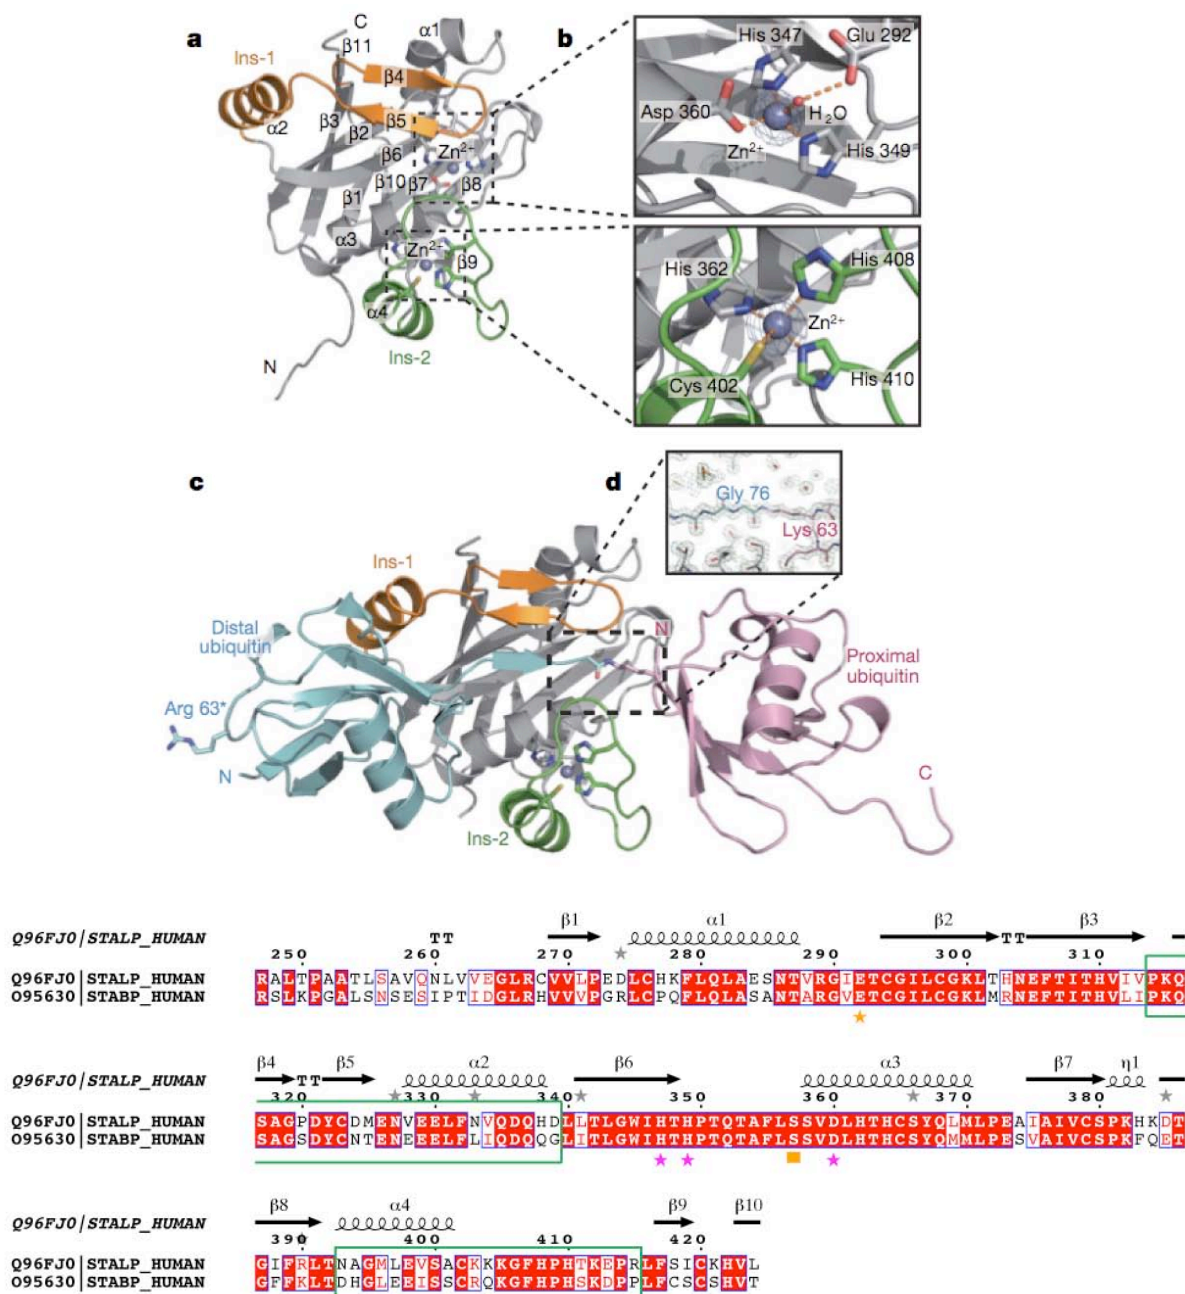 a
C
α1
β11
Ins-1
β4
α2
β3
β2
β5
β6
Zn²⁺
β10
β7
β8
β1
α3
Zn²⁺
β9
α4
Ins-2
N
b
His 347
Glu 292
Asp 360
H₂O
Zn²⁺
His 349
His 362
His 408
Zn²⁺
Cys 402
His 410
c
d
Gly 76
Lys 63
Ins-1
Distal
ubiquitin
N
Proximal
ubiquitin
Arg 63*
N
C
Ins-2
β1 α1 β2 β3
Q96FJ0|STALP_HUMAN TT TT
250 260 270 280 290 300 310
Q96FJ0|STALP_HUMAN RALTPAATLSAVQNLVVEGLRCVVLPEDLCHKFLQLAESNTVRGIETCGILCGKLTHNEFTITHVIVPKQ
O95630|STABP_HUMAN RSLKPGALSNSESIPTIDGLRHVVVPGRLCPQFLQLASANTARGVETCGILCGKLMRNEFTITHVLIPKQ
β4 β5 α2 β6 α3 β7 η1
Q96FJ0|STALP_HUMAN TT
320 330 340 350 360 370 380
Q96FJ0|STALP_HUMAN SAGPDYCDMENVEELFNVQDQHDLLTLGWIHTHPTQTAFLSSVDLHTHCSYQLMLPEAIAIVCSPKHKDT
O95630|STABP_HUMAN SAGSDYCNTENEEELFLIQDQQGLITLGWIHTHPTQTAFLSSVDLHTHCSYQMMLPESVAIVCSPKFQET
β8 α4 β9 β10
Q96FJ0|STALP_HUMAN
390 400 410 420
Q96FJ0|STALP_HUMAN GIFRLTNAGMLEVSACKKKGFHPHTKEPRLFSICKHVL
O95630|STABP_HUMAN GFFKLTDHGLEEISSCRQKGFHPHSKDPPLFCSCSHVT